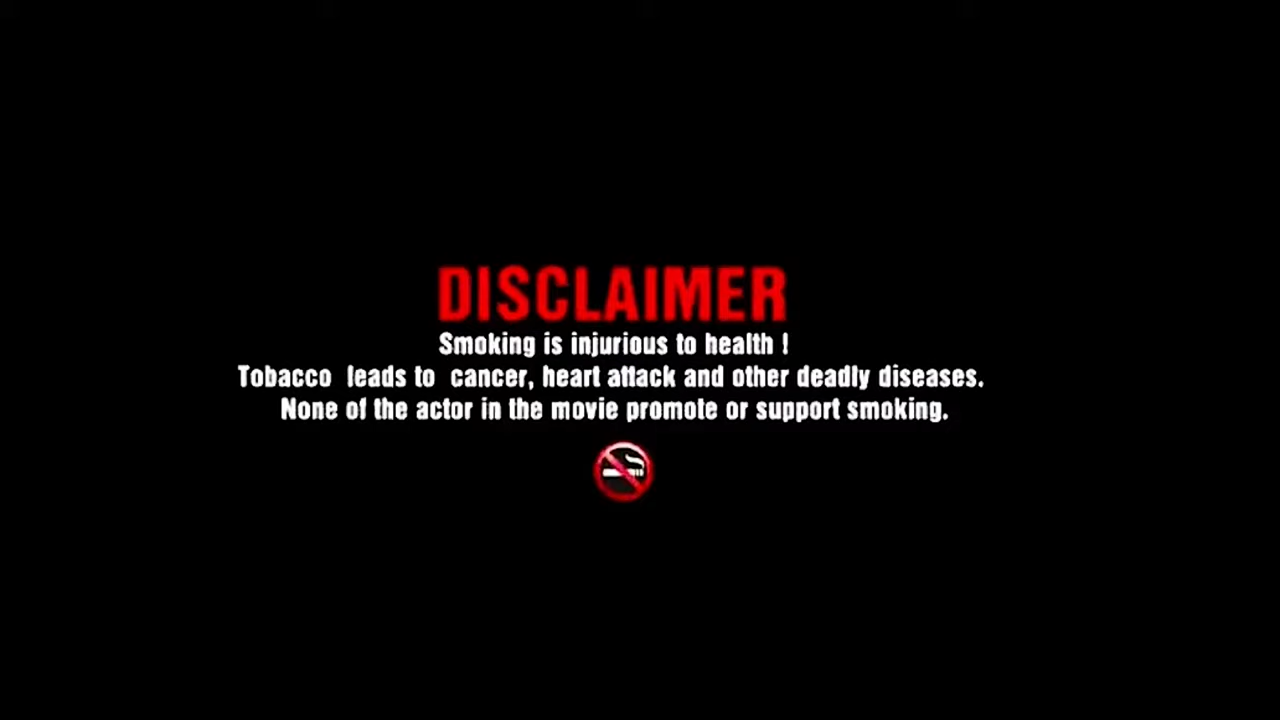 DISCLAIMER
Smoking is injurious to health !
Tobacco leads to cancer, heart attack and other deadly diseases.
None of the actor in the movie promote or support smoking.